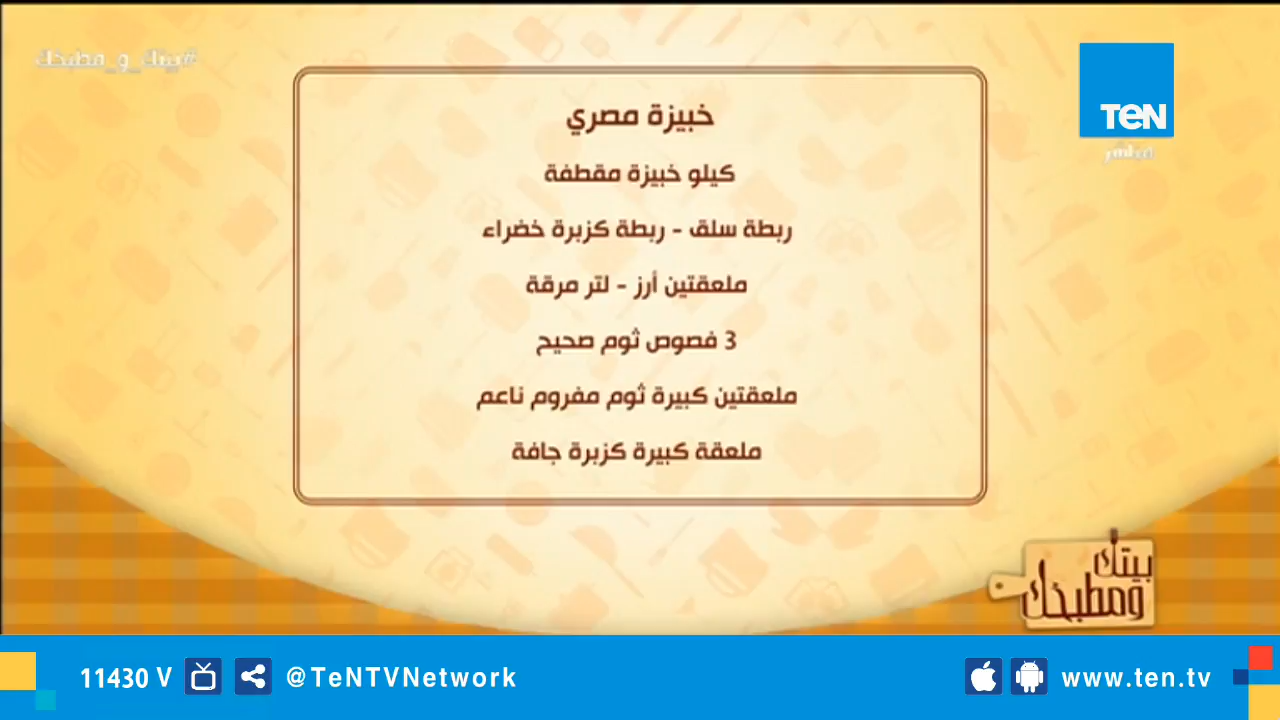 #بيتك_و_مطبخك
TEN
مباشر
خبيزة مصري
كيلو خبيزة مقطفة
ربطة سلق - ربطة كزبرة خضراء
ملعقتين أرز - لتر مرقة
3 فصوص ثوم صحيح
ملعقتين كبيرة ثوم مفروم ناعم
ملعقة كبيرة كزبرة جافة
بيتك
ومطبخك
11430 V @TeNTVNetwork www.ten.tv